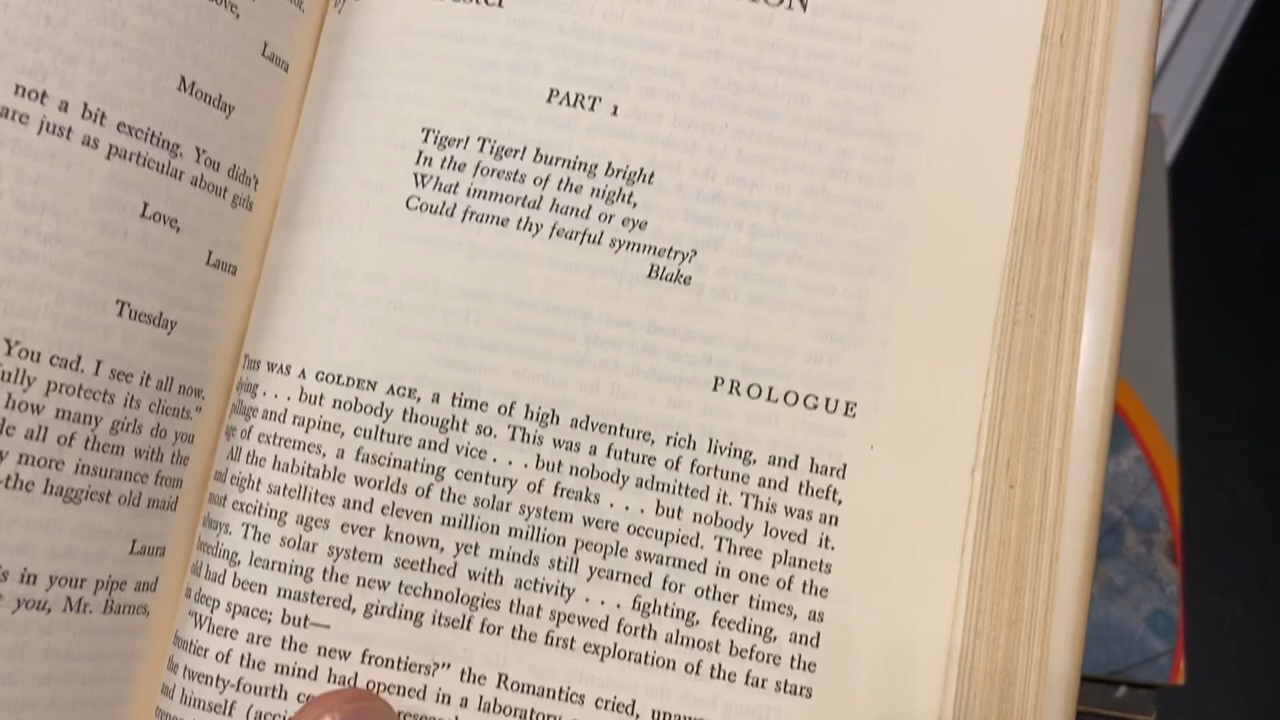 Love,
Laura
Monday
not a bit exciting. You didn't
are just as particular about girls
Love,
Laura
Tuesday
You cad. I see it all now.
fully protects its clients."
how many girls do you
all of them with the
more insurance from
the haggiest old maid
Laura
in your pipe and
you, Mr. Barnes,
PART 1
Tiger! Tiger! burning bright
In the forests of the night,
What immortal hand or eye
Could frame thy fearful symmetry?
Blake
PROLOGUE
THIS WAS A GOLDEN AGE, a time of high adventure, rich living, and hard
dying . . . but nobody thought so. This was a future of fortune and theft,
pillage and rapine, culture and vice . . . but nobody admitted it. This was an
age of extremes, a fascinating century of freaks . . . but nobody loved it.
All the habitable worlds of the solar system were occupied. Three planets
and eight satellites and eleven million million people swarmed in one of the
most exciting ages ever known, yet minds still yearned for other times, as
always. The solar system seethed with activity . . . fighting, feeding, and
breeding, learning the new technologies that spewed forth almost before the
old had been mastered, girding itself for the first exploration of the far stars
in deep space; but—
"Where are the new frontiers?" the Romantics cried,
frontier of the mind had opened in a laboratory
the twenty-fourth
and himself